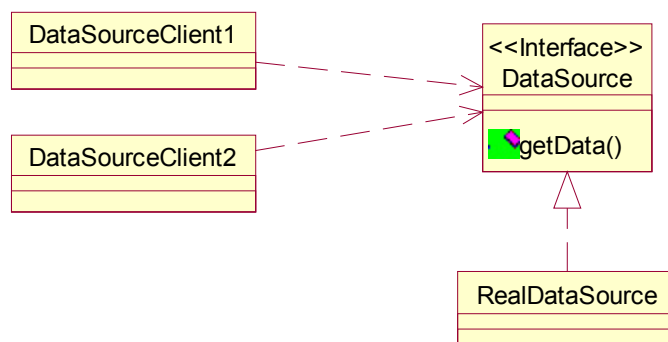 DataSourceClient1
<<Interface>>
DataSource
getData()
DataSourceClient2
RealDataSource